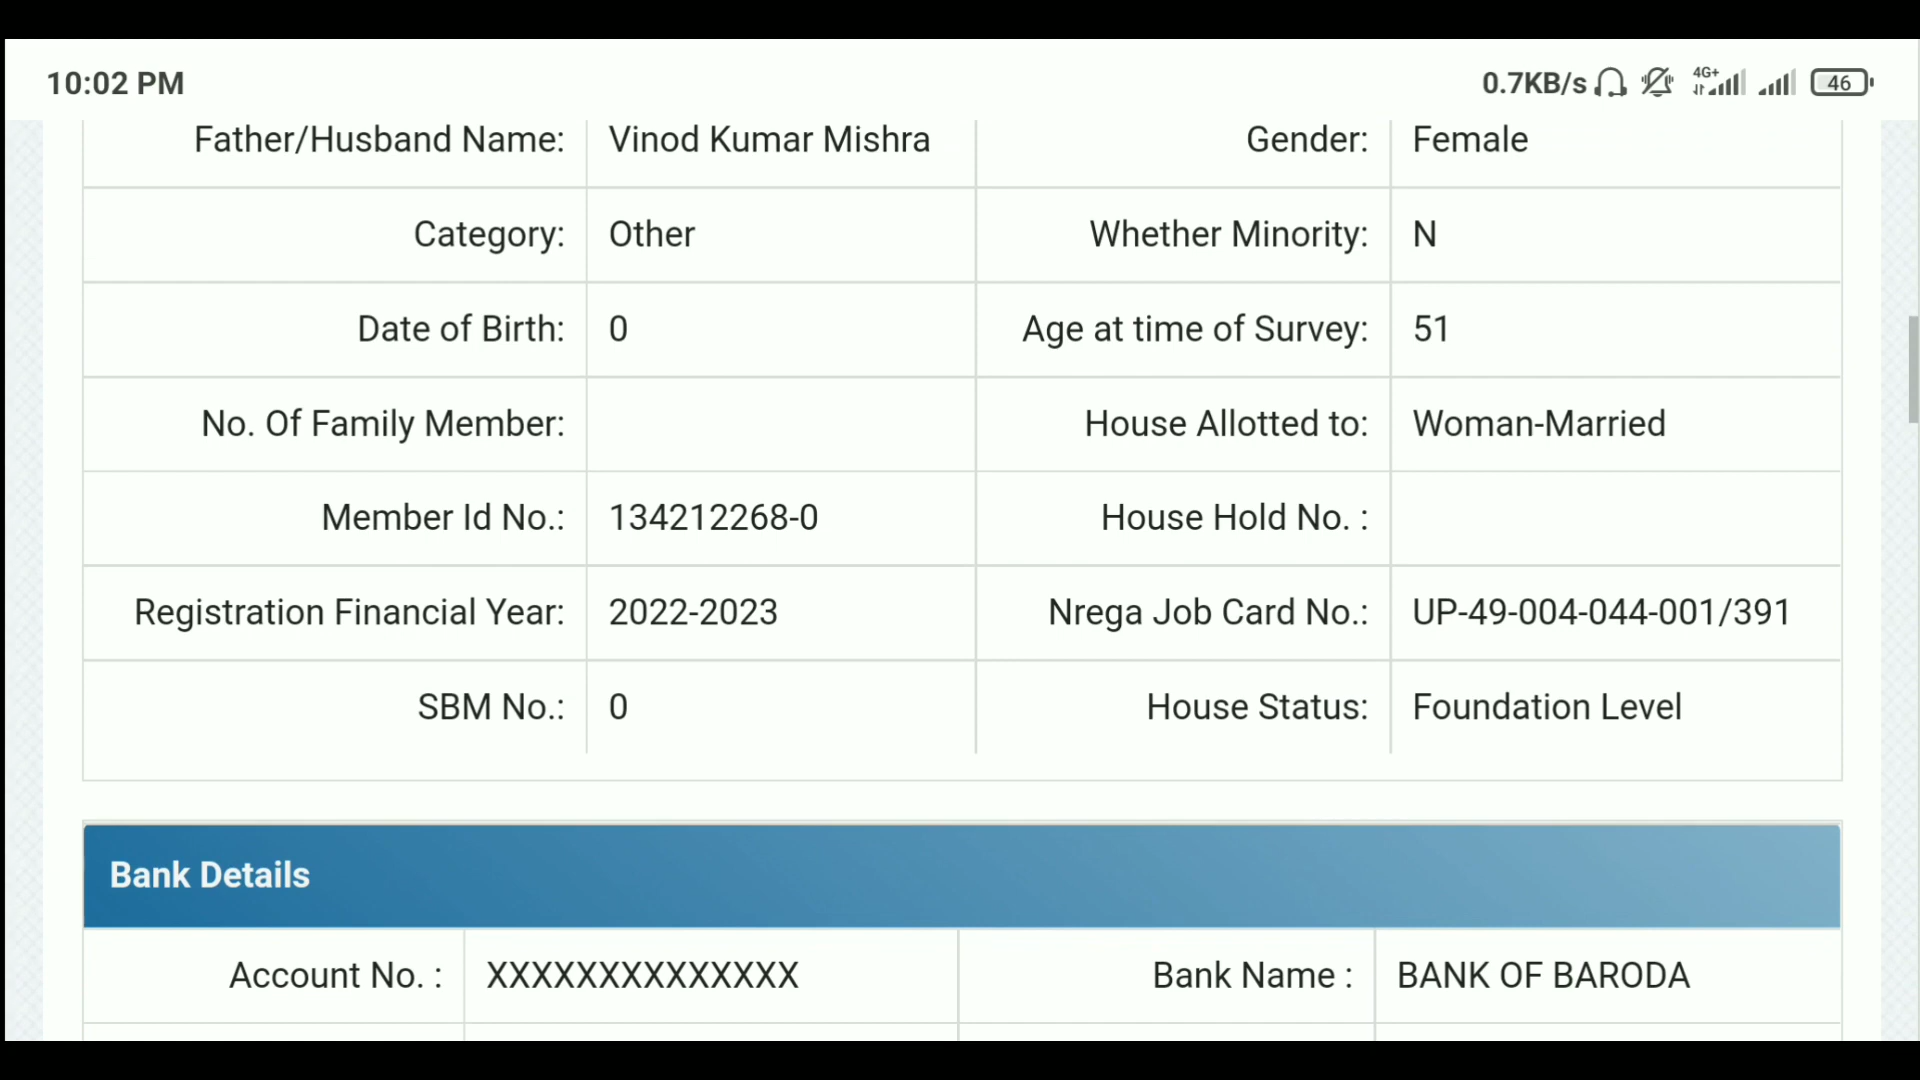 10:02 PM 0.7KB/s 4G+ 46
Father/Husband Name: Vinod Kumar Mishra Gender: Female
Category: Other Whether Minority: N
Date of Birth: 0 Age at time of Survey: 51
No. Of Family Member: House Allotted to: Woman-Married
Member Id No.: 134212268-0 House Hold No. :
Registration Financial Year: 2022-2023 Nrega Job Card No.: UP-49-004-044-001/391
SBM No.: 0 House Status: Foundation Level
Bank Details
Account No. : XXXXXXXXXXXXXX Bank Name : BANK OF BARODA